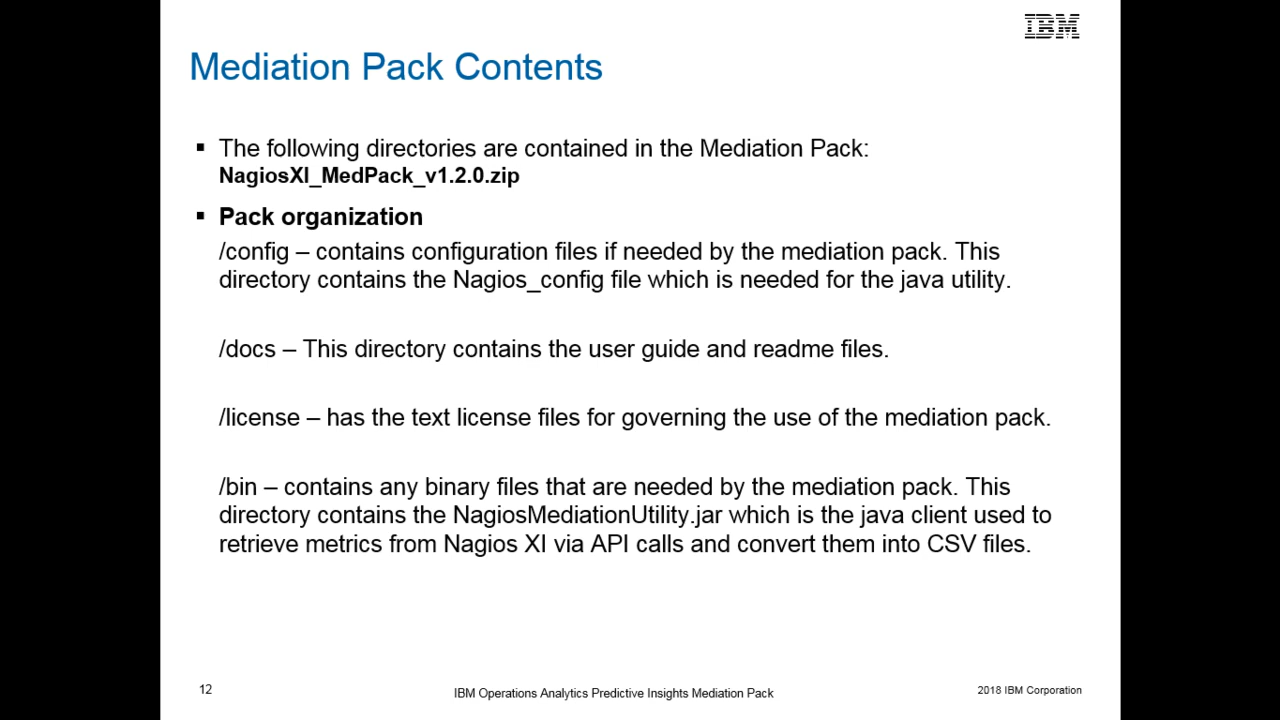 IBM
Mediation Pack Contents
▪ The following directories are contained in the Mediation Pack:
NagiosXI_MedPack_v1.2.0.zip
▪ Pack organization
/config – contains configuration files if needed by the mediation pack. This
directory contains the Nagios_config file which is needed for the java utility.
/docs – This directory contains the user guide and readme files.
/license – has the text license files for governing the use of the mediation pack.
/bin – contains any binary files that are needed by the mediation pack. This
directory contains the NagiosMediationUtility.jar which is the java client used to
retrieve metrics from Nagios XI via API calls and convert them into CSV files.
12
IBM Operations Analytics Predictive Insights Mediation Pack
2018 IBM Corporation